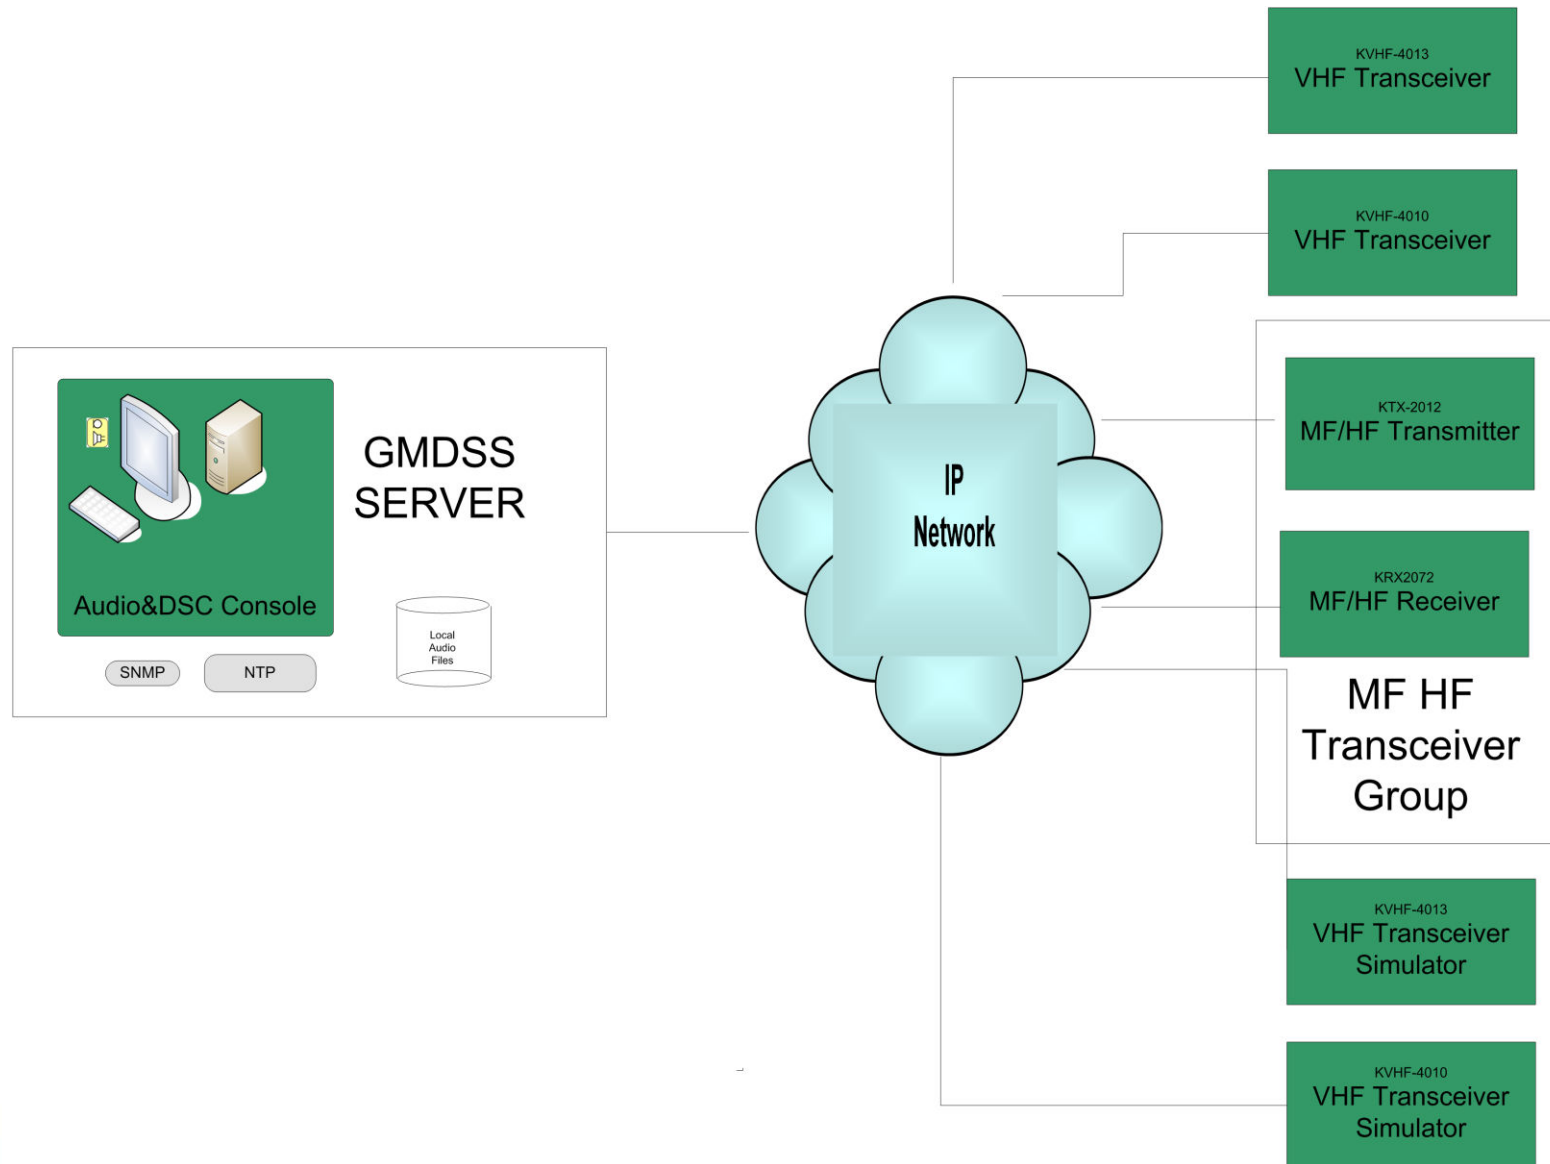 KVHF-4013
VHF Transceiver
KVHF-4010
VHF Transceiver
GMDSS
SERVER
Audio&DSC Console
SNMP
NTP
Local
Audio
Files
IP
Network
KTX-2012
MF/HF Transmitter
KRX2072
MF/HF Receiver
MF HF
Transceiver
Group
KVHF-4013
VHF Transceiver
Simulator
KVHF-4010
VHF Transceiver
Simulator